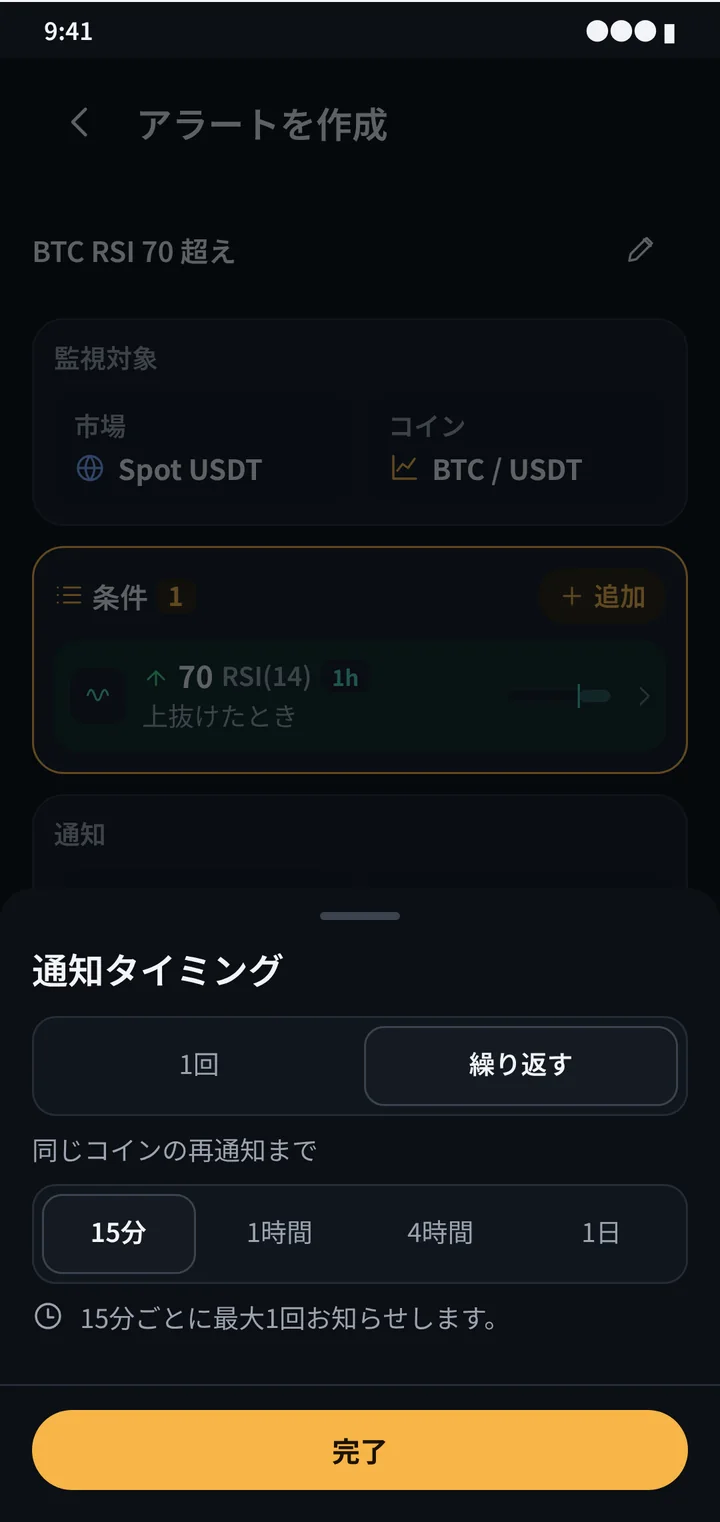 9:41
アラートを作成
BTC RSI 70 超え
監視対象
市場 コイン
Spot USDT BTC / USDT
条件 1 追加
70 RSI(14) 1h
上抜けたとき
通知
通知タイミング
1回 繰り返す
同じコインの再通知まで
15分 1時間 4時間 1日
15分ごとに最大1回お知らせします。
完了